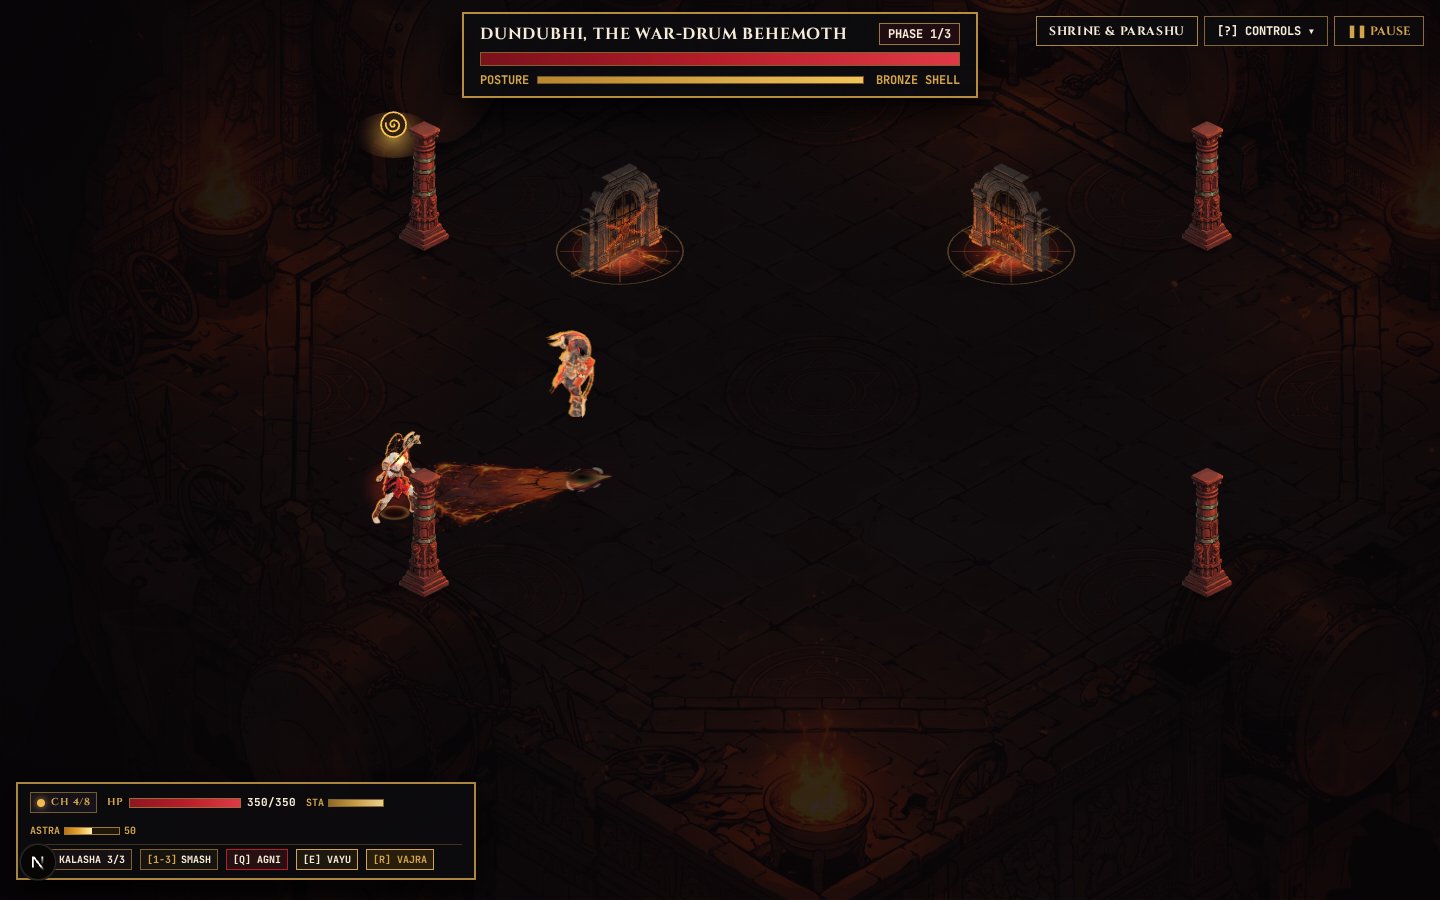 DUNDUBHI, THE WAR-DRUM BEHEMOTH
PHASE 1/3
POSTURE
BRONZE SHELL
SHRINE & PARASHU
[?] CONTROLS ▾
❚❚ PAUSE
CH 4/8
HP
350/350
STA
ASTRA
50
N
KALASHA 3/3
[1-3] SMASH
[Q] AGNI
[E] VAYU
[R] VAJRA